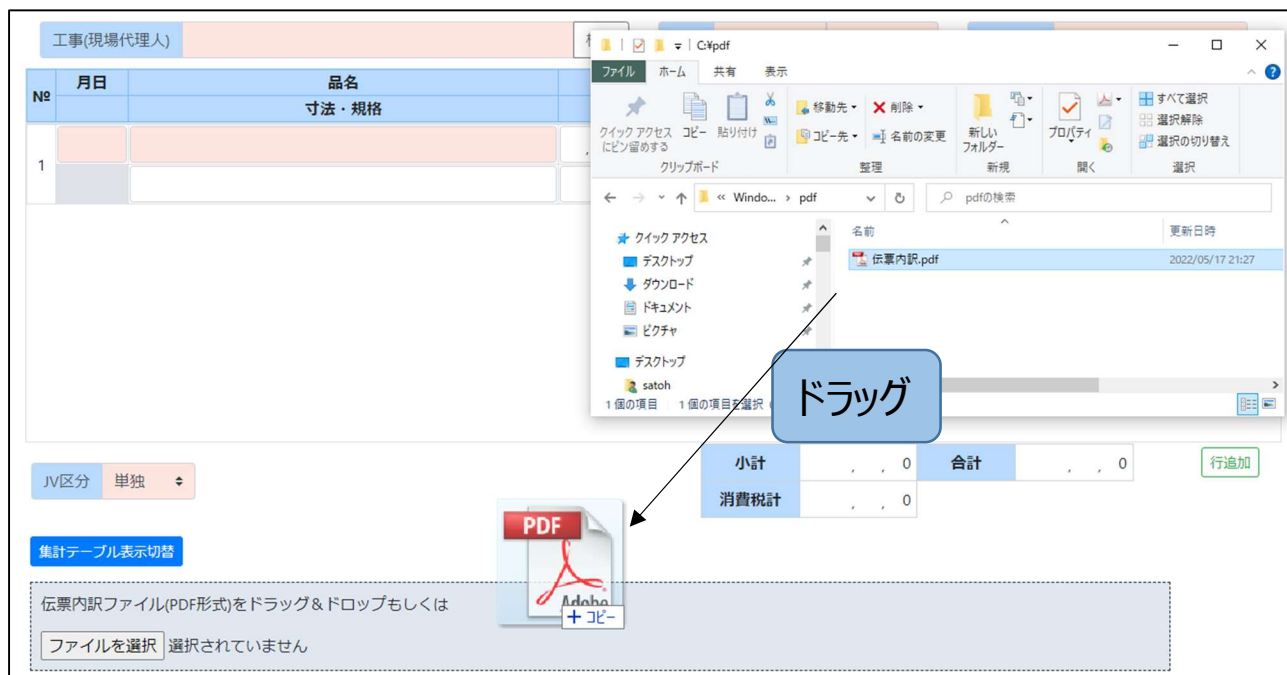 工事(現場代理人)
№ 月日 品名
寸法・規格
1
C:¥pdf
ファイル ホーム 共有 表示
クイック アクセスにピン留めする
コピー
貼り付け
クリップボード
移動先
コピー先
削除
名前の変更
整理
新しいフォルダー
新規
プロパティ
開く
すべて選択
選択解除
選択の切り替え
選択
« Windo... › pdf
pdfの検索
クイック アクセス
デスクトップ
ダウンロード
ドキュメント
ピクチャ
デスクトップ
satoh
名前 更新日時
伝票内訳.pdf 2022/05/17 21:27
1 個の項目 1 個の項目を選択
ドラッグ
JV区分 単独
小計 , , 0 合計 , , 0 行追加
消費税計 , , 0
集計テーブル表示切替
PDF
Adobe
+ コピー
伝票内訳ファイル(PDF形式)をドラッグ＆ドロップもしくは
ファイルを選択 選択されていません